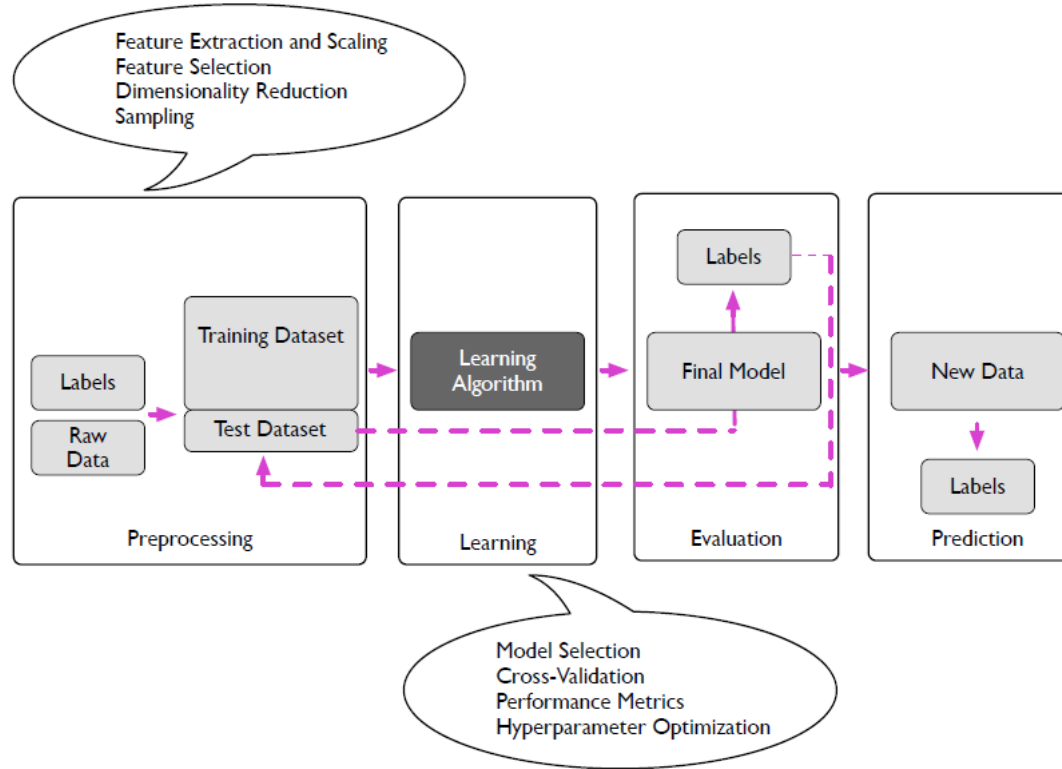 Feature Extraction and Scaling
Feature Selection
Dimensionality Reduction
Sampling
Labels
Raw
Data
Training Dataset
Test Dataset
Preprocessing
Learning
Algorithm
Learning
Labels
Final Model
Evaluation
New Data
Labels
Prediction
Model Selection
Cross-Validation
Performance Metrics
Hyperparameter Optimization